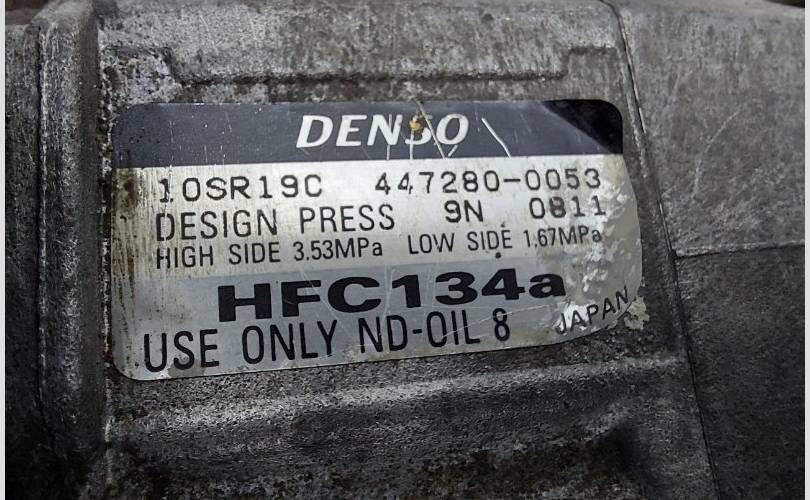 DENSO
10SR19C 447280-0053
DESIGN PRESS 9N 0811
HIGH SIDE 3.53MPa LOW SIDE 1.67MPa
HFC134a
USE ONLY ND-OIL 8 JAPAN